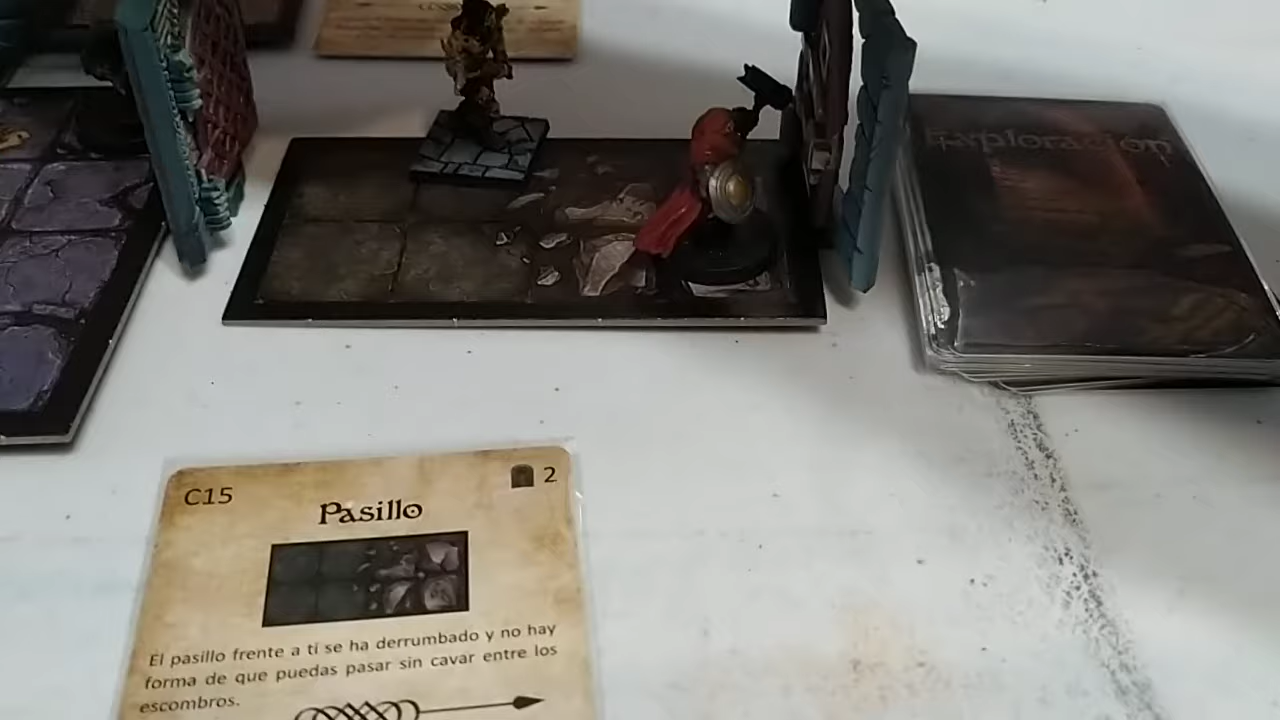 Exploración
C15
2
Pasillo
El pasillo frente a ti se ha derrumbado y no hay
forma de que puedas pasar sin cavar entre los
escombros.